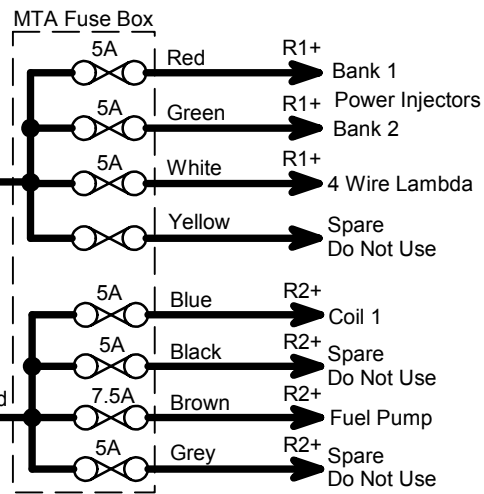 MTA Fuse Box
5A Red R1+ Bank 1
Power Injectors
5A Green R1+ Bank 2
5A White R1+ 4 Wire Lambda
Yellow Spare
Do Not Use
5A Blue R2+ Coil 1
5A Black R2+ Spare
Do Not Use
d 7.5A Brown R2+ Fuel Pump
5A Grey R2+ Spare
Do Not Use